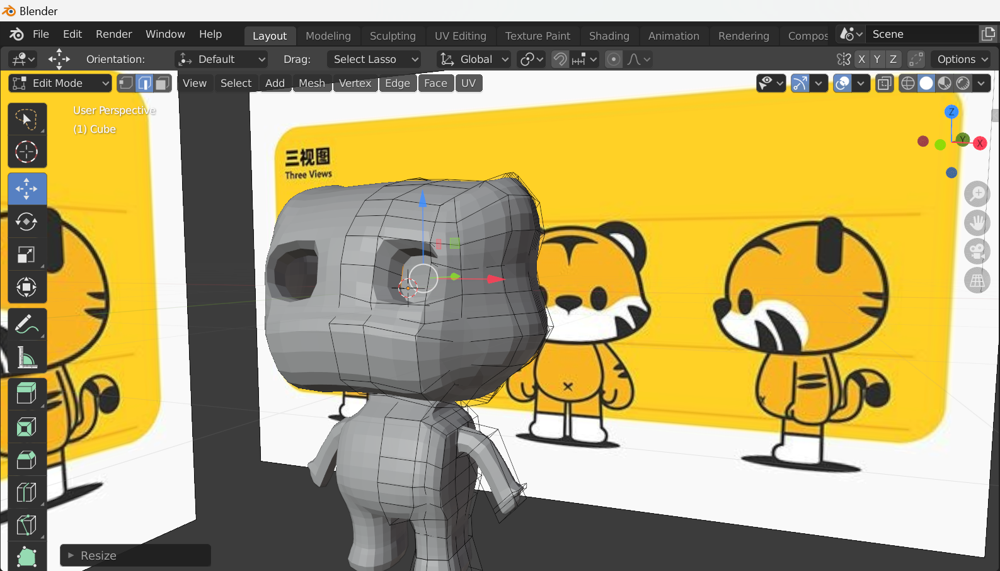 Blender
File Edit Render Window Help Layout Modeling Sculpting UV Editing Texture Paint Shading Animation Rendering Compos Scene
Orientation: Default Drag: Select Lasso Global X Y Z Options
Edit Mode View Select Add Mesh Vertex Edge Face UV
User Perspective
(1) Cube
Z
Y
X
三视图
Three Views
Resize